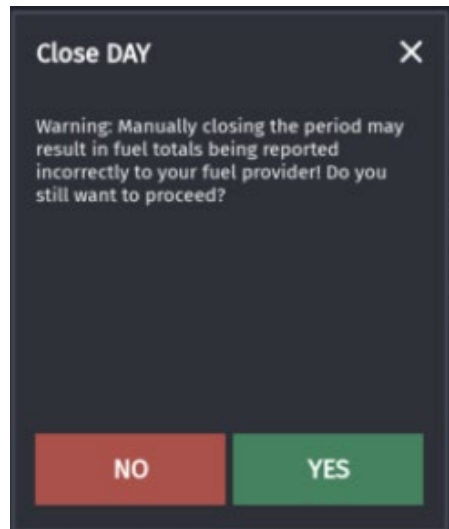 Close DAY
Warning: Manually closing the period may
result in fuel totals being reported
incorrectly to your fuel provider! Do you
still want to proceed?
NO
YES